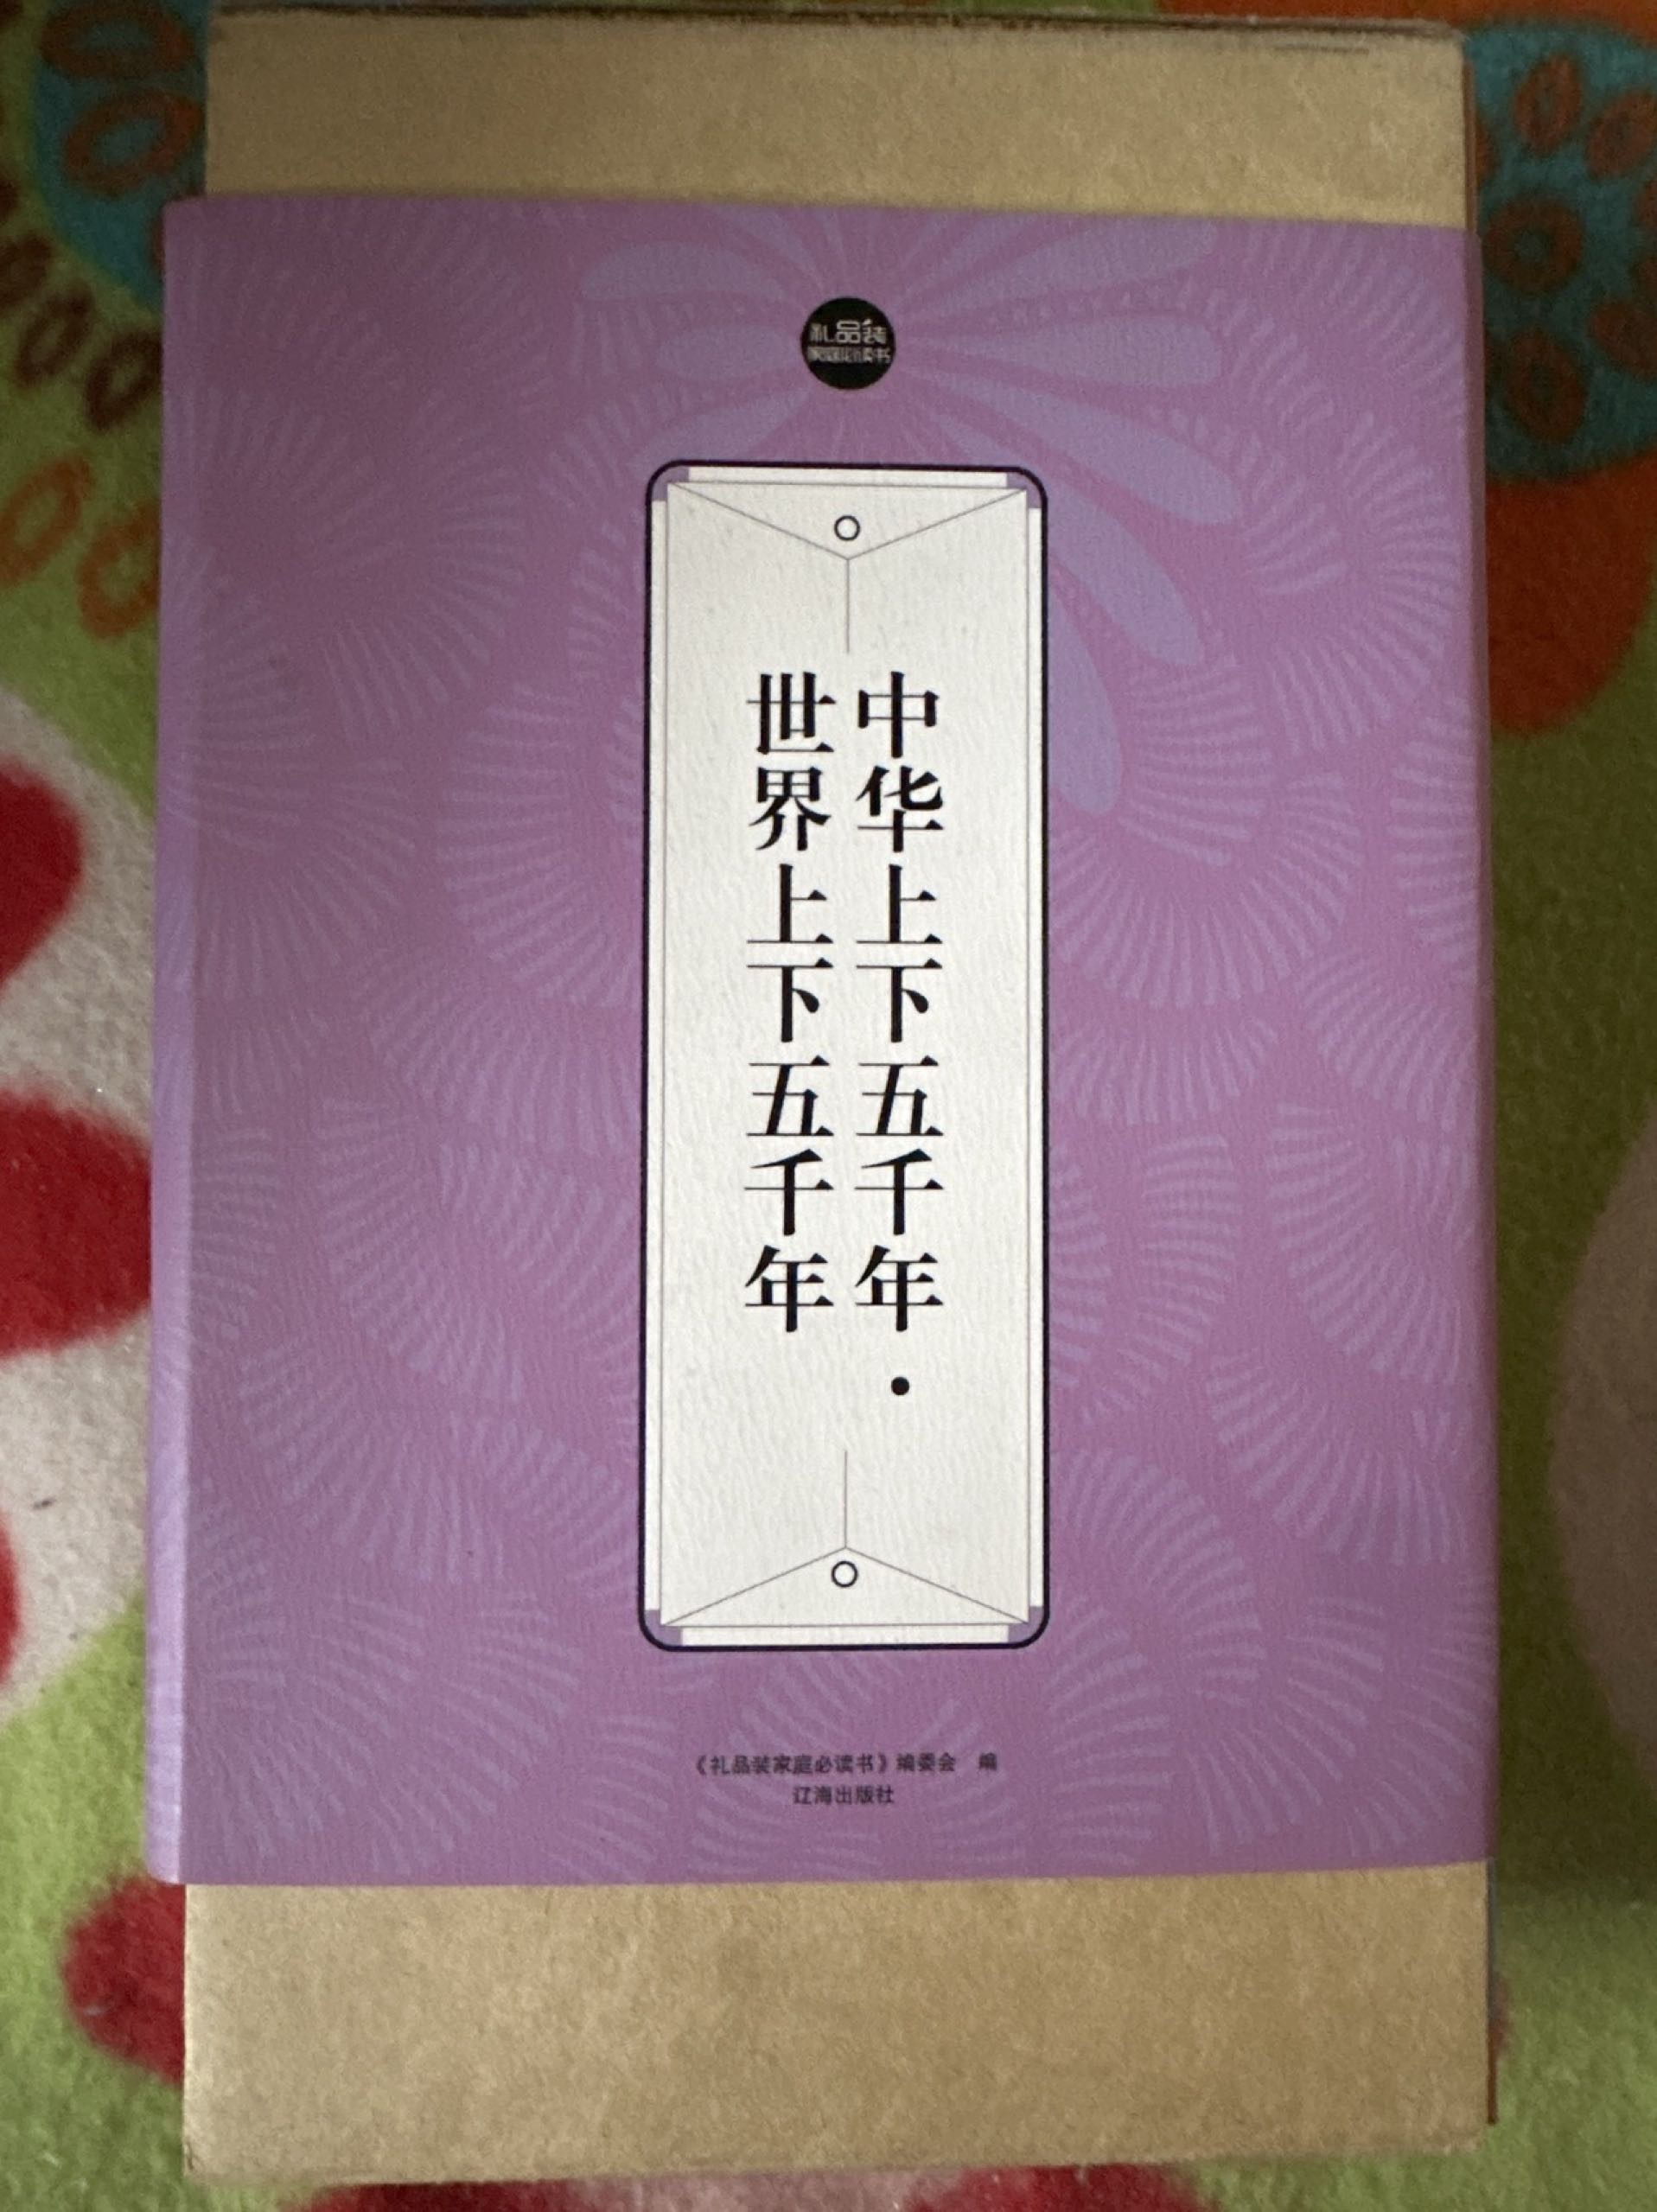 礼品装
家庭必读书
中华上下五千年·
世界上下五千年
《礼品装家庭必读书》编委会　编
辽海出版社